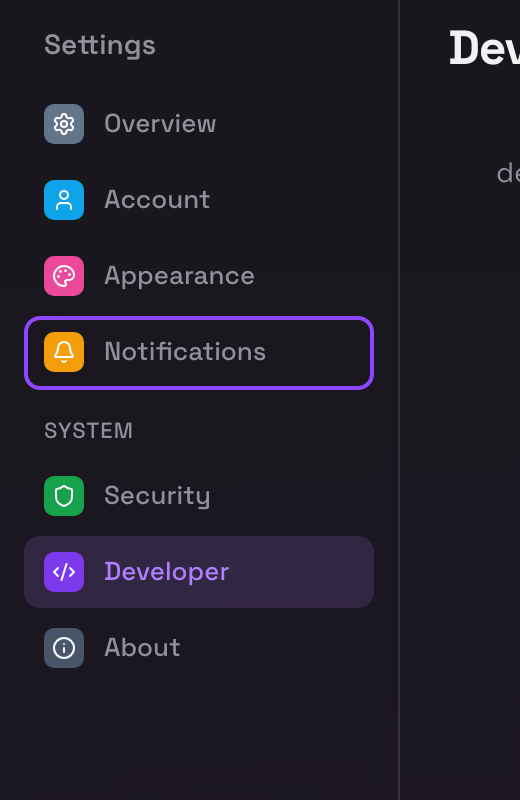 Settings
Overview
Account
Appearance
Notifications
SYSTEM
Security
Developer
About